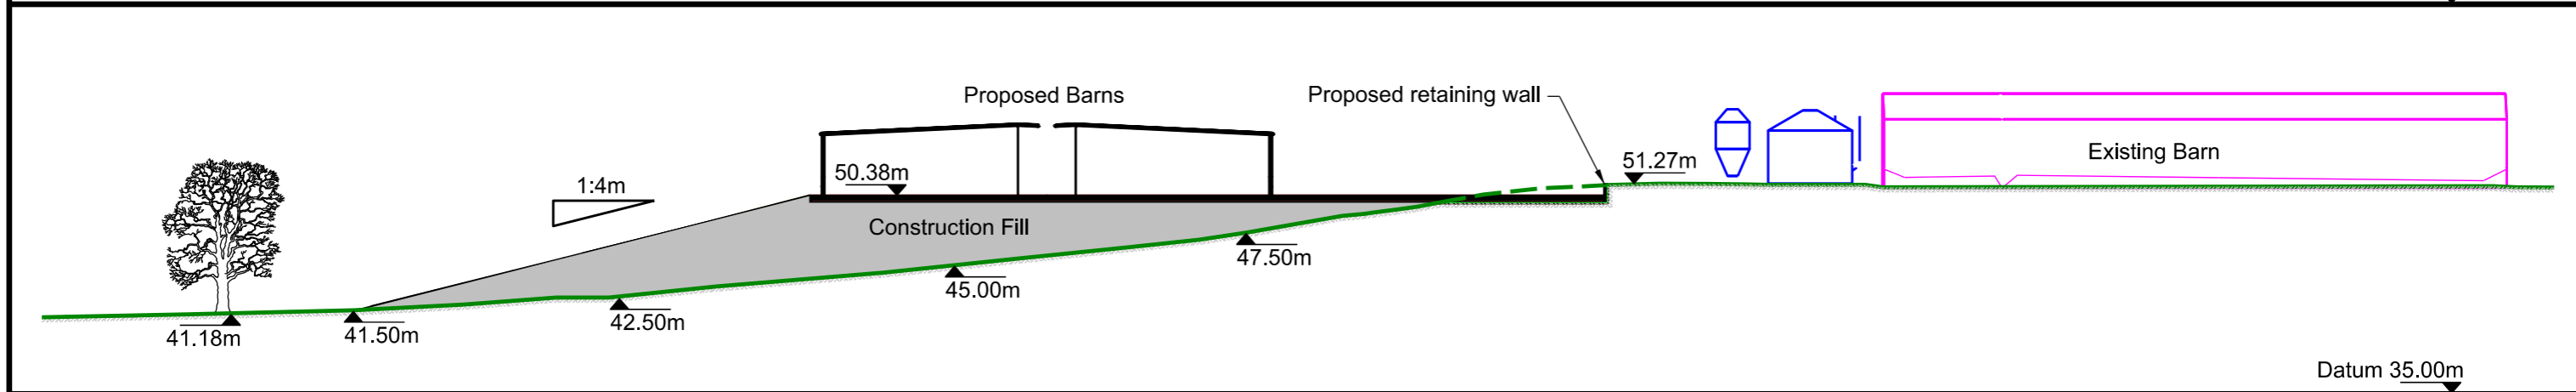 Proposed Barns
Proposed retaining wall
Existing Barn
50.38m
51.27m
1:4m
Construction Fill
47.50m
45.00m
42.50m
41.50m
41.18m
Datum 35.00m